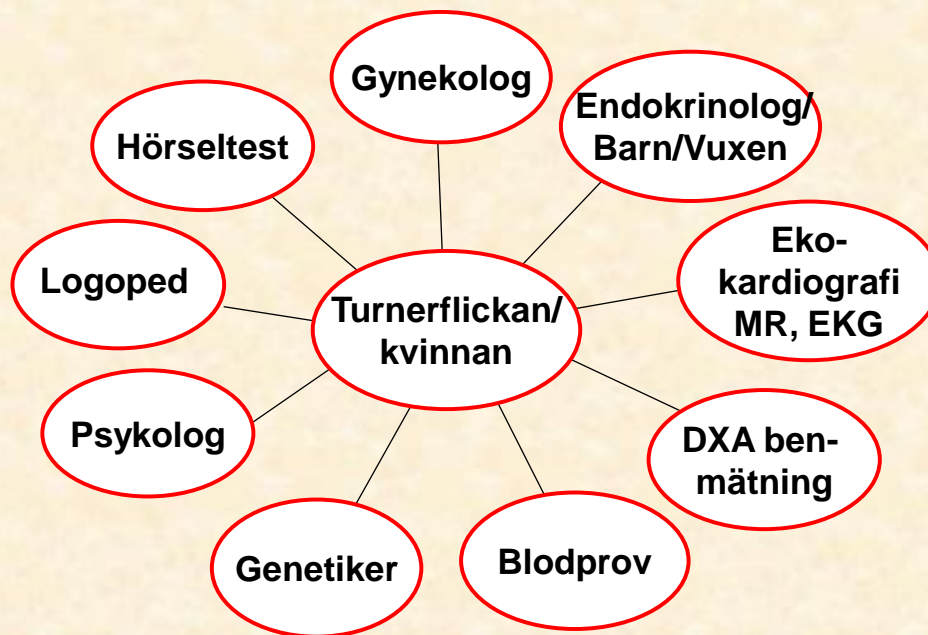 Gynekolog
Endokrinolog/
Barn/Vuxen
Hörseltest
Eko-
kardiografi
MR, EKG
Logoped
Turnerflickan/
kvinnan
Psykolog
DXA ben-
mätning
Genetiker
Blodprov